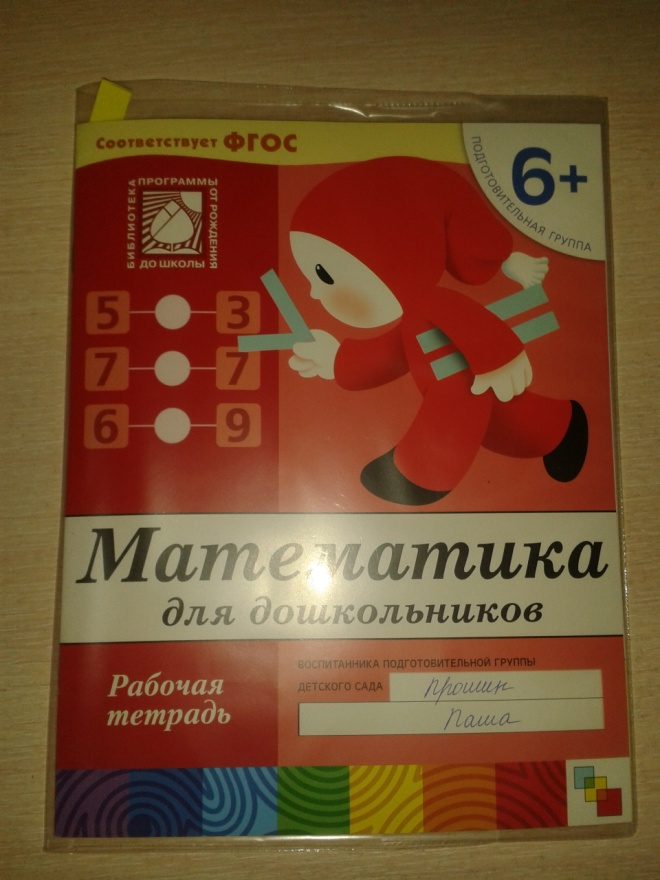 Соответствует ФГОС
6+
ПОДГОТОВИТЕЛЬНАЯ ГРУППА
БИБЛИОТЕКА
ПРОГРАММЫ
ОТ РОЖДЕНИЯ
ДО ШКОЛЫ
5 3
7 7
6 9
Математика
для дошкольников
Рабочая
тетрадь
ВОСПИТАННИКА ПОДГОТОВИТЕЛЬНОЙ ГРУППЫ
ДЕТСКОГО САДА Прошин
Паша